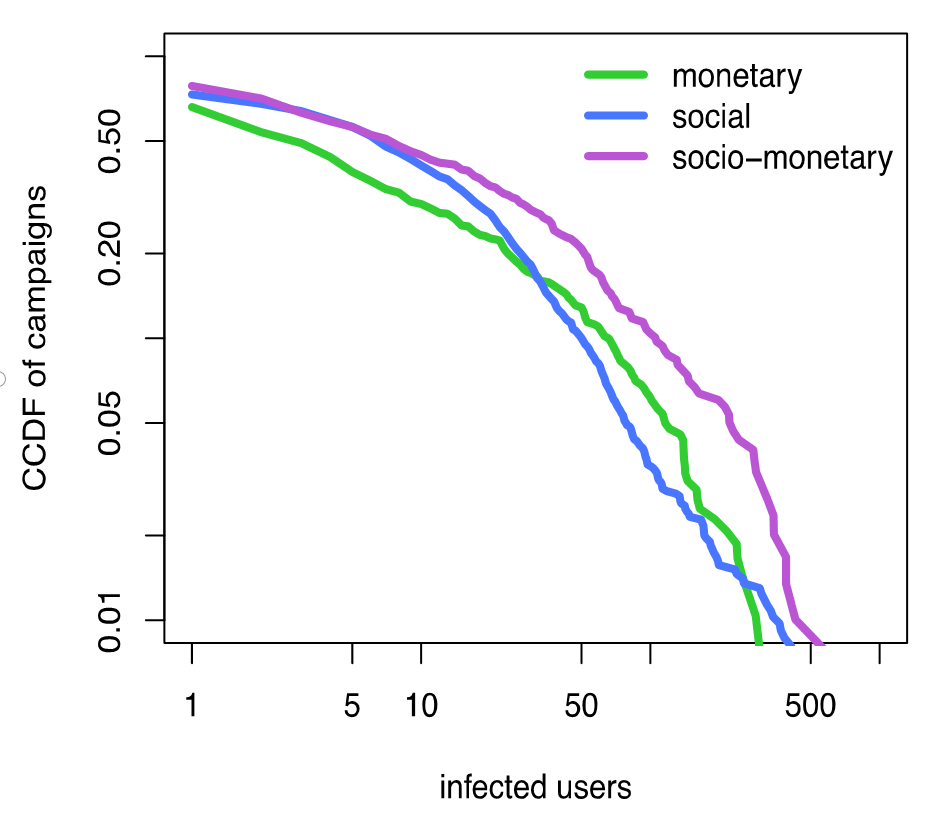 monetary
social
socio−monetary
CCDF of campaigns
0.50
0.20
0.05
0.01
1 5 10 50 500
infected users